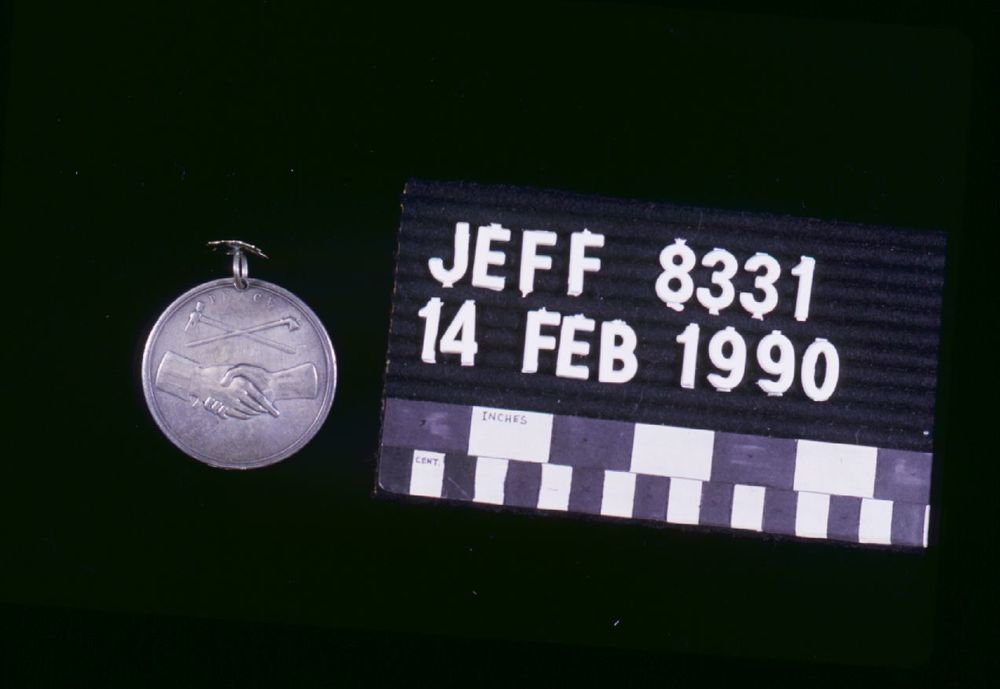 JEFF 8331
14 FEB 1990
INCHES
CENT.